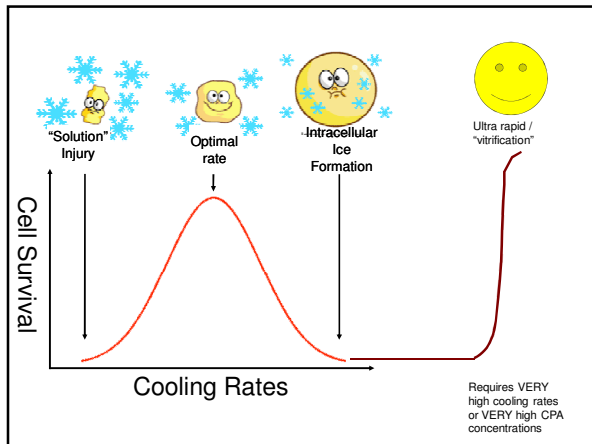 “Solution”
Injury
Optimal
rate
Intracellular
Ice
Formation
Ultra rapid /
“vitrification”
Cell Survival
Cooling Rates
Requires VERY
high cooling rates
or VERY high CPA
concentrations